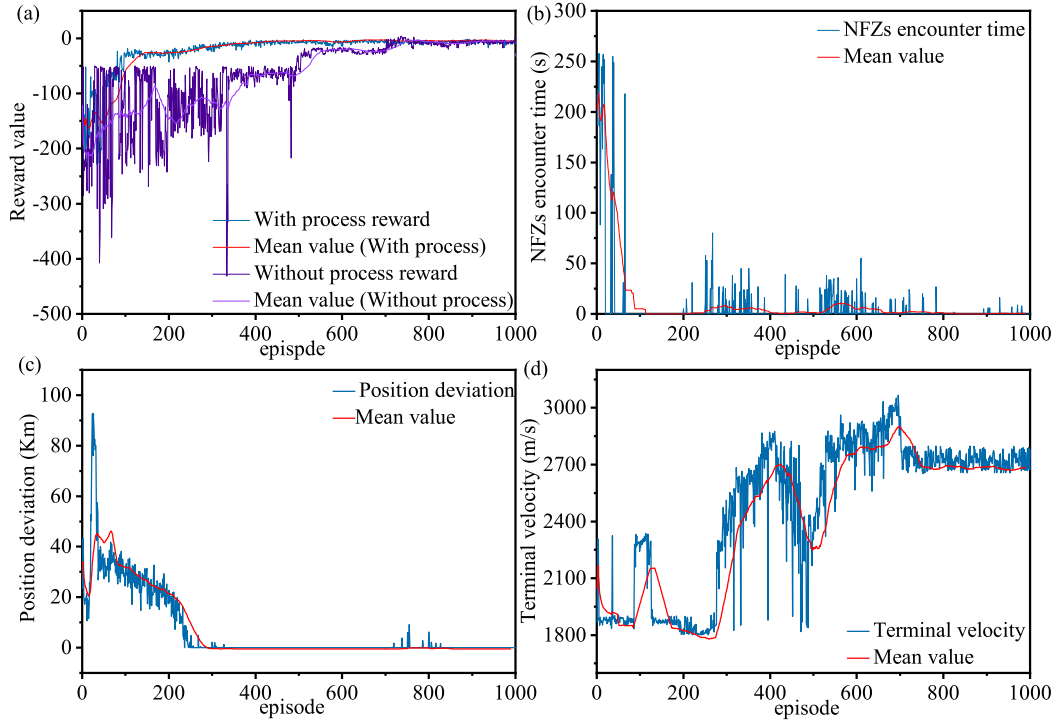 (a)
0
-100
-200
-300
-400
-500
Reward value
With process reward
Mean value (With process)
Without process reward
Mean value (Without process)
0 200 400 600 800 1000
epispde
(b)
300
250
200
150
100
50
0
NFZs encounter time (s)
NFZs encounter time
Mean value
0 200 400 600 800 1000
epispde
(c)
100
80
60
40
20
0
Position deviation (Km)
Position deviation
Mean value
0 200 400 600 800 1000
episode
(d)
3000
2700
2400
2100
1800
Terminal velocity (m/s)
Terminal velocity
Mean value
0 200 400 600 800 1000
episode